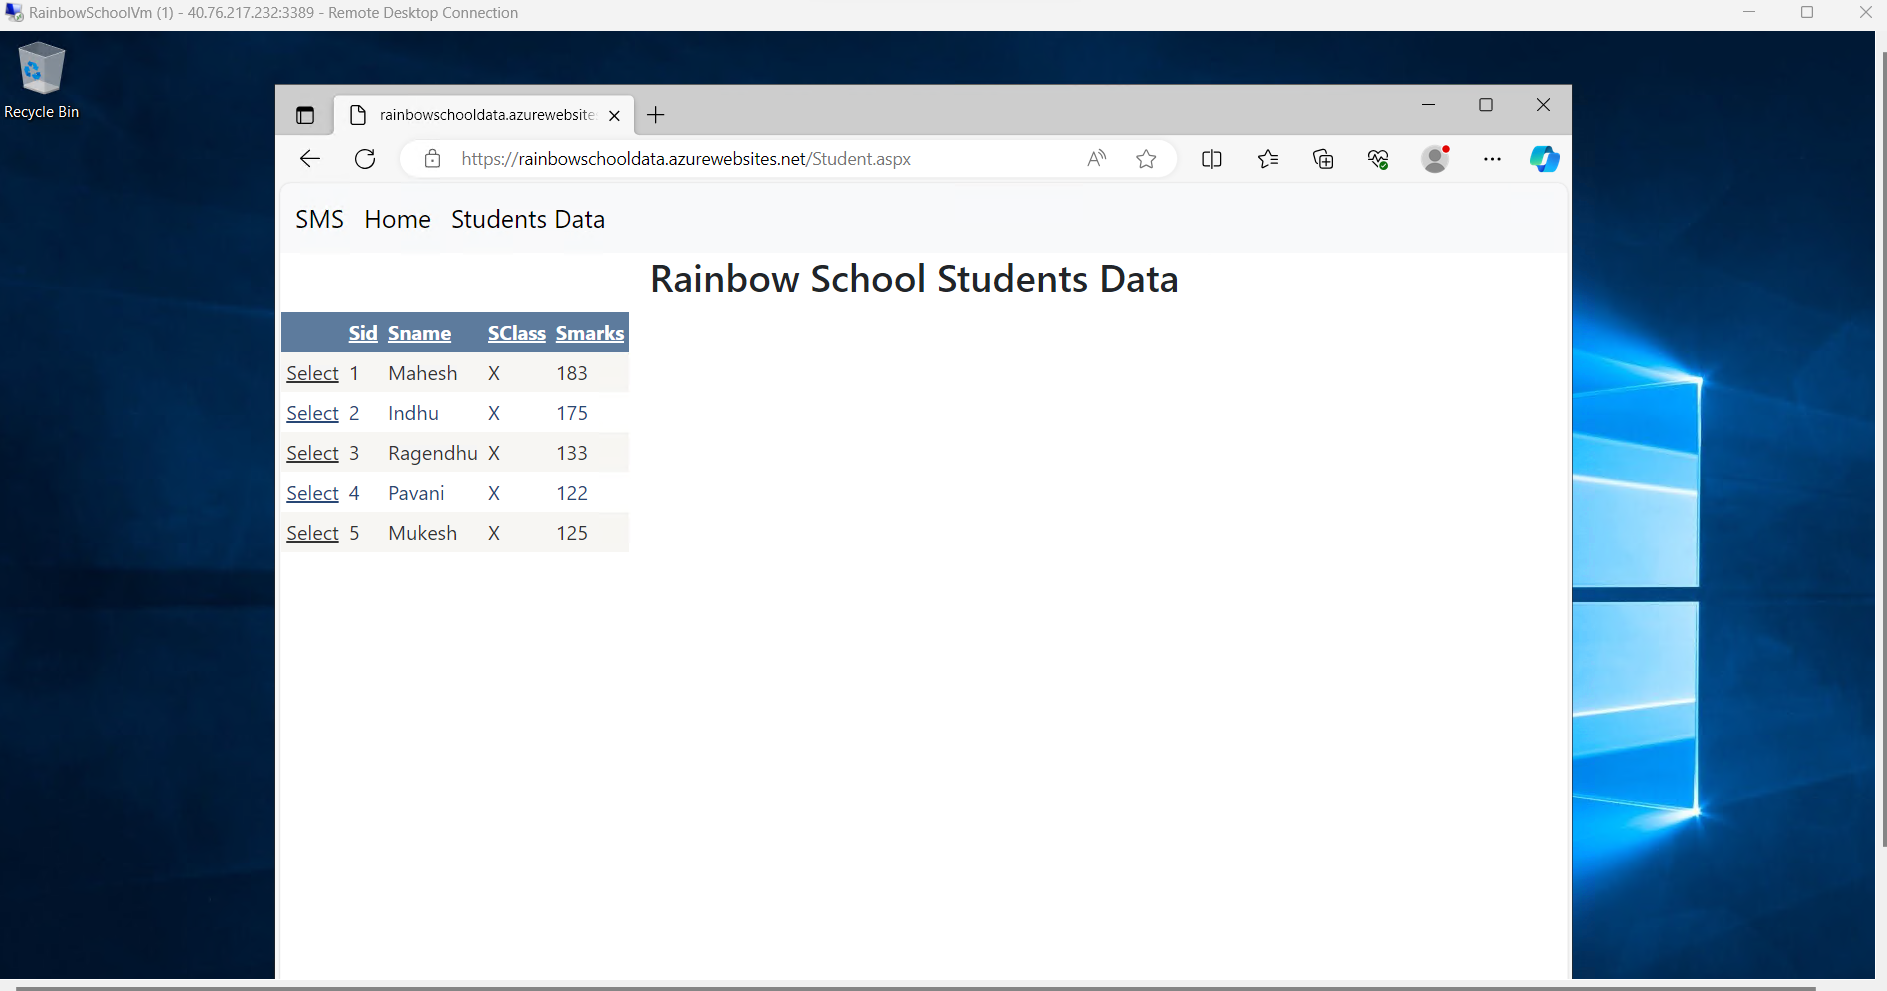 RainbowSchoolVm (1) - 40.76.217.232:3389 - Remote Desktop Connection
Recycle Bin
rainbowschooldata.azurewebsite
https://rainbowschooldata.azurewebsites.net/Student.aspx
SMS Home Students Data
Rainbow School Students Data
Sid Sname SClass Smarks
Select 1 Mahesh X 183
Select 2 Indhu X 175
Select 3 Ragendhu X 133
Select 4 Pavani X 122
Select 5 Mukesh X 125